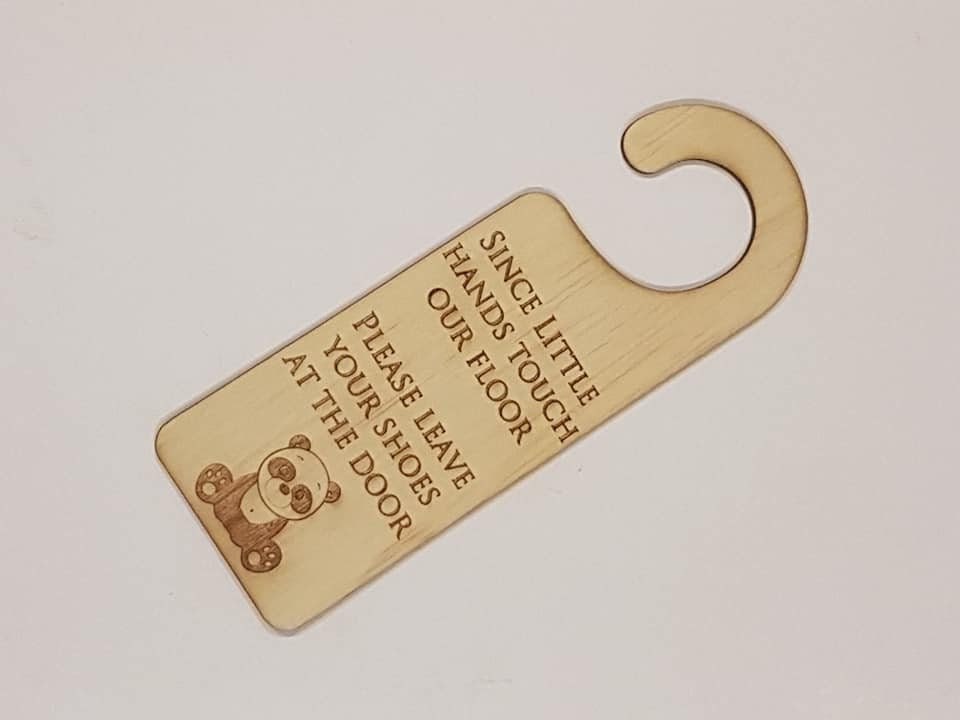 SINCE LITTLE
HANDS TOUCH
OUR FLOOR
PLEASE LEAVE
YOUR SHOES
AT THE DOOR